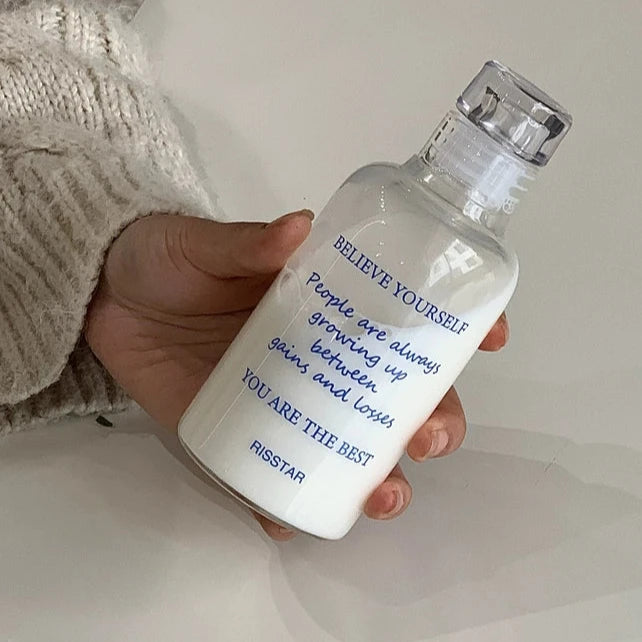 BELIEVE YOURSELF
People are always
growing up
between
gains and losses
YOU ARE THE BEST
RISSTAR